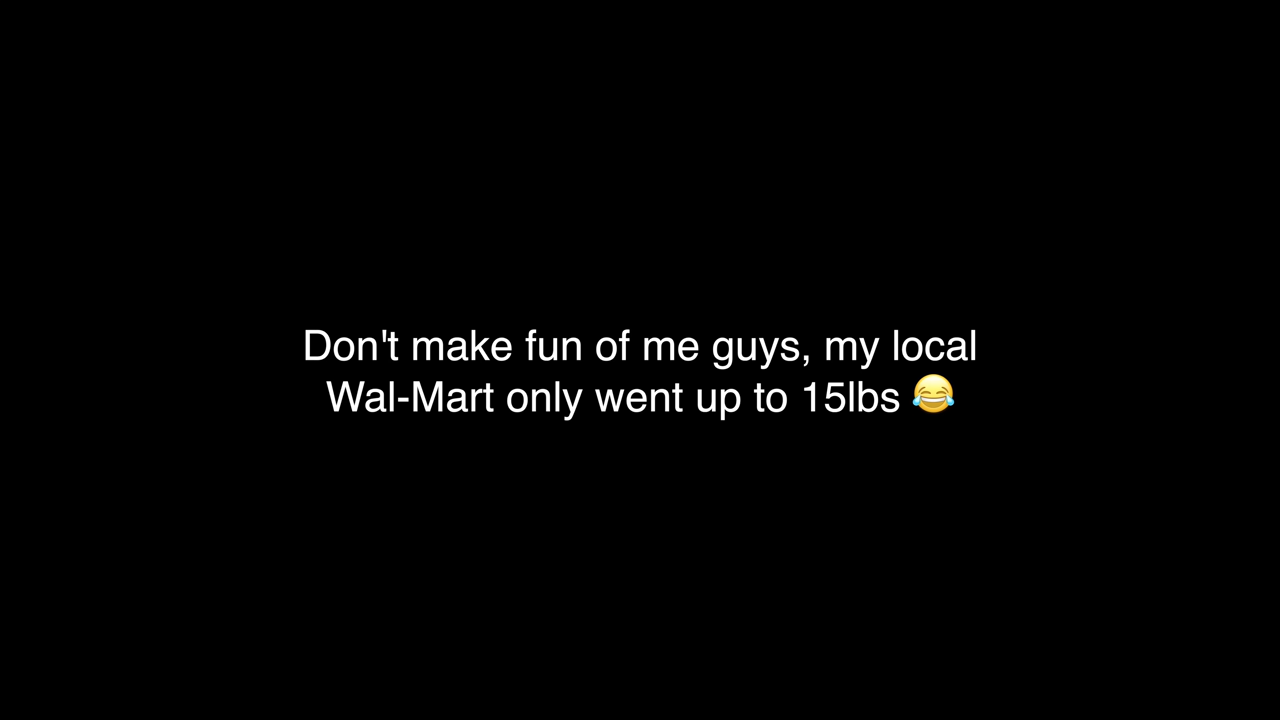 Don't make fun of me guys, my local
Wal-Mart only went up to 15lbs 😂